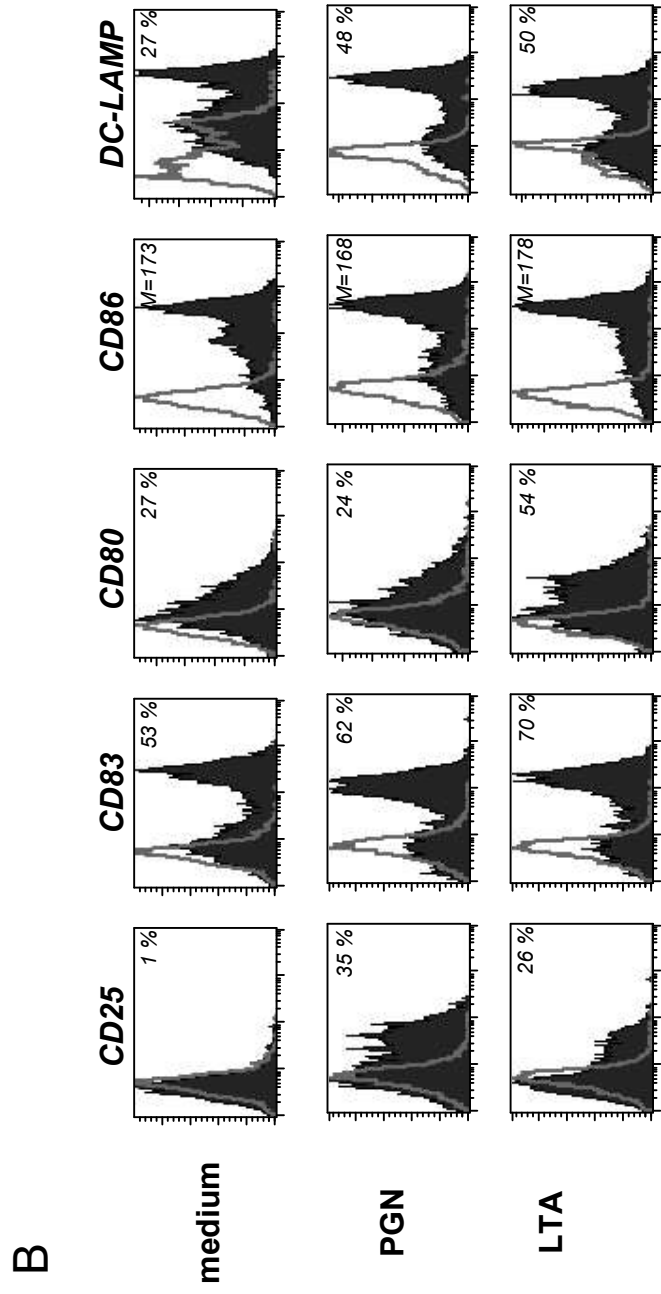 B
CD25 CD83 CD80 CD86 DC-LAMP
medium 1 % 53 % 27 % M=173 27 %
PGN 35 % 62 % 24 % M=168 48 %
LTA 26 % 70 % 54 % M=178 50 %